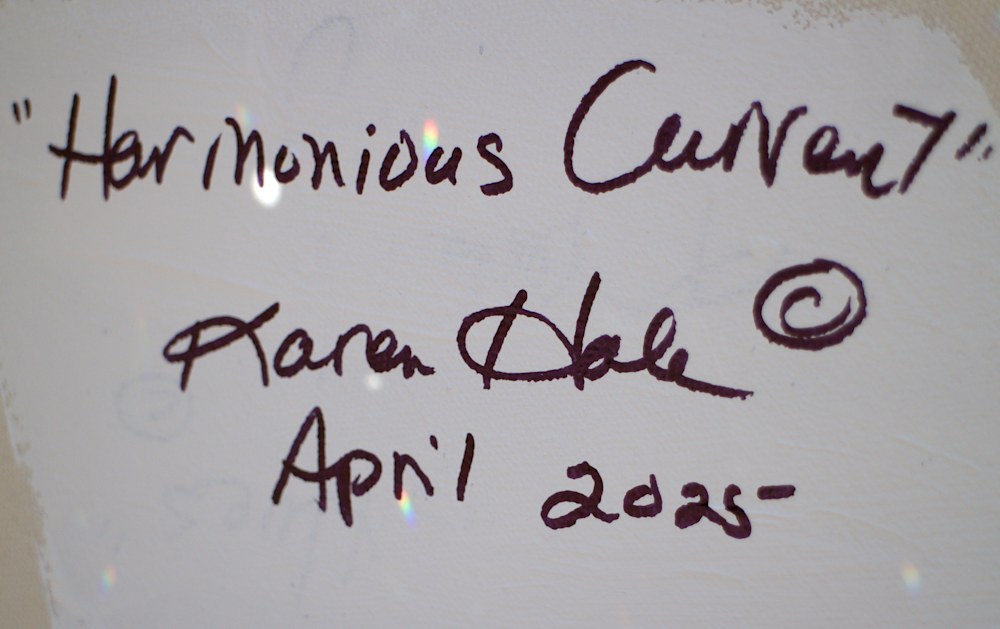 "Harmonious Current"
Karen Hale ©
April 2025